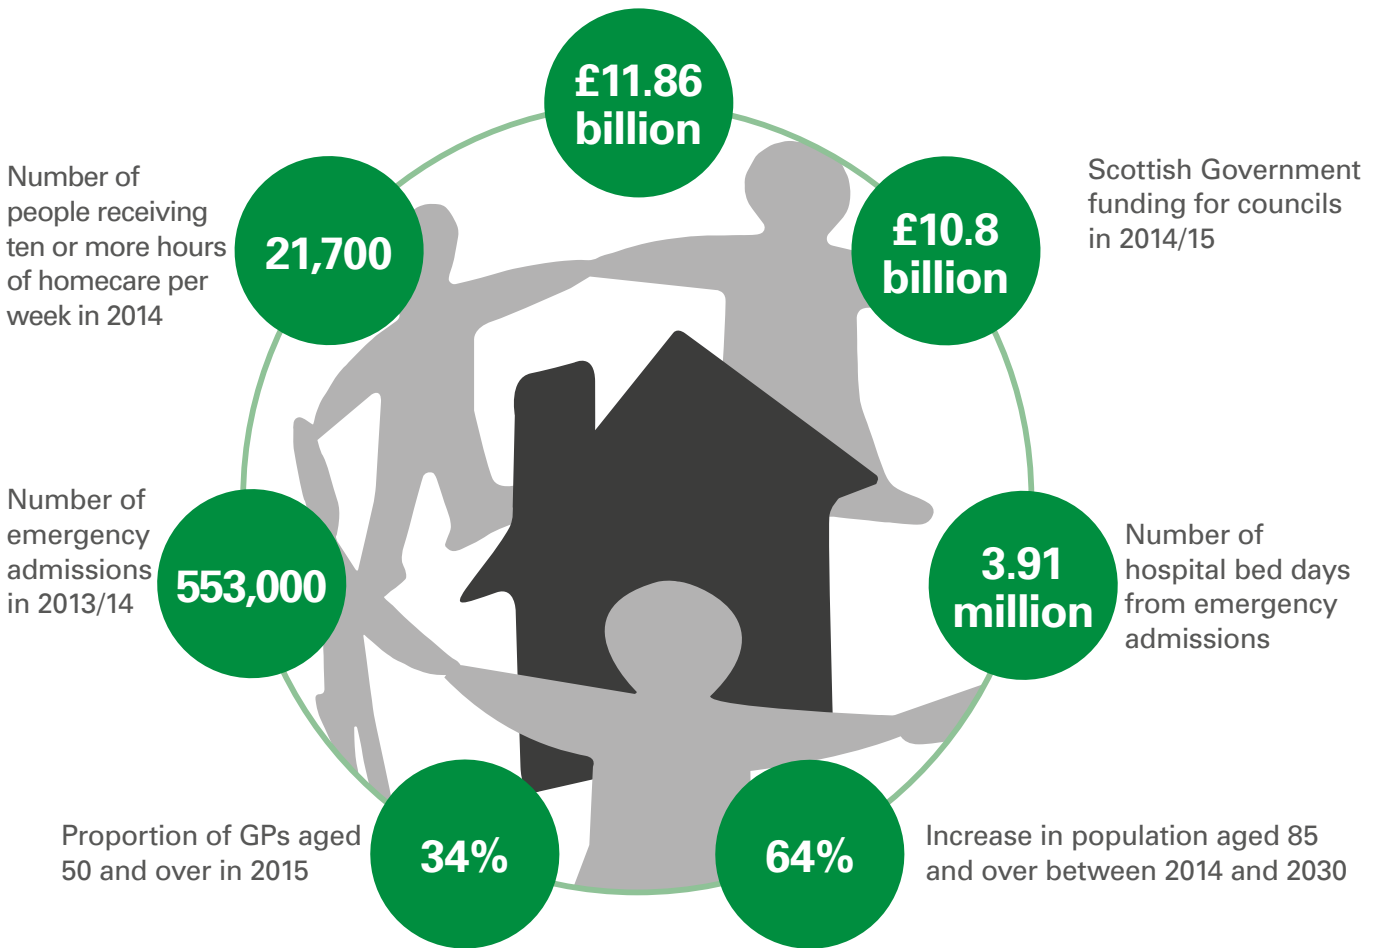 £11.86
billion
Scottish Government
funding for councils
in 2014/15
£10.8
billion
Number of
people receiving
ten or more hours
of homecare per
week in 2014
21,700
Number of
emergency
admissions
in 2013/14
553,000
3.91
million
Number of
hospital bed days
from emergency
admissions
Proportion of GPs aged
50 and over in 2015
34%
64%
Increase in population aged 85
and over between 2014 and 2030